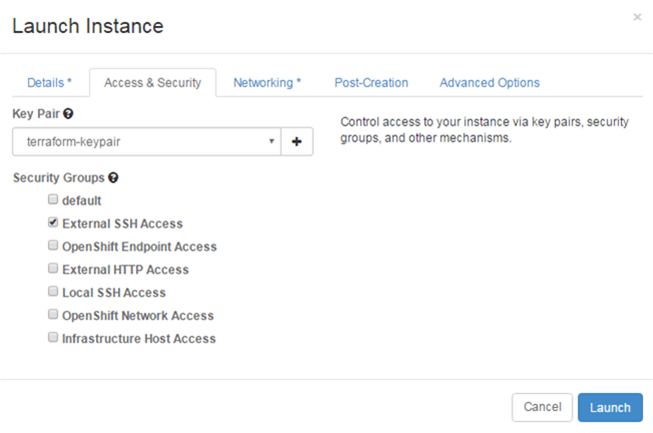 Launch Instance ×
Details * Access & Security Networking * Post-Creation Advanced Options
Key Pair ?
terraform-keypair +
Control access to your instance via key pairs, security
groups, and other mechanisms.
Security Groups ?
default
External SSH Access
OpenShift Endpoint Access
External HTTP Access
Local SSH Access
OpenShift Network Access
Infrastructure Host Access
Cancel Launch